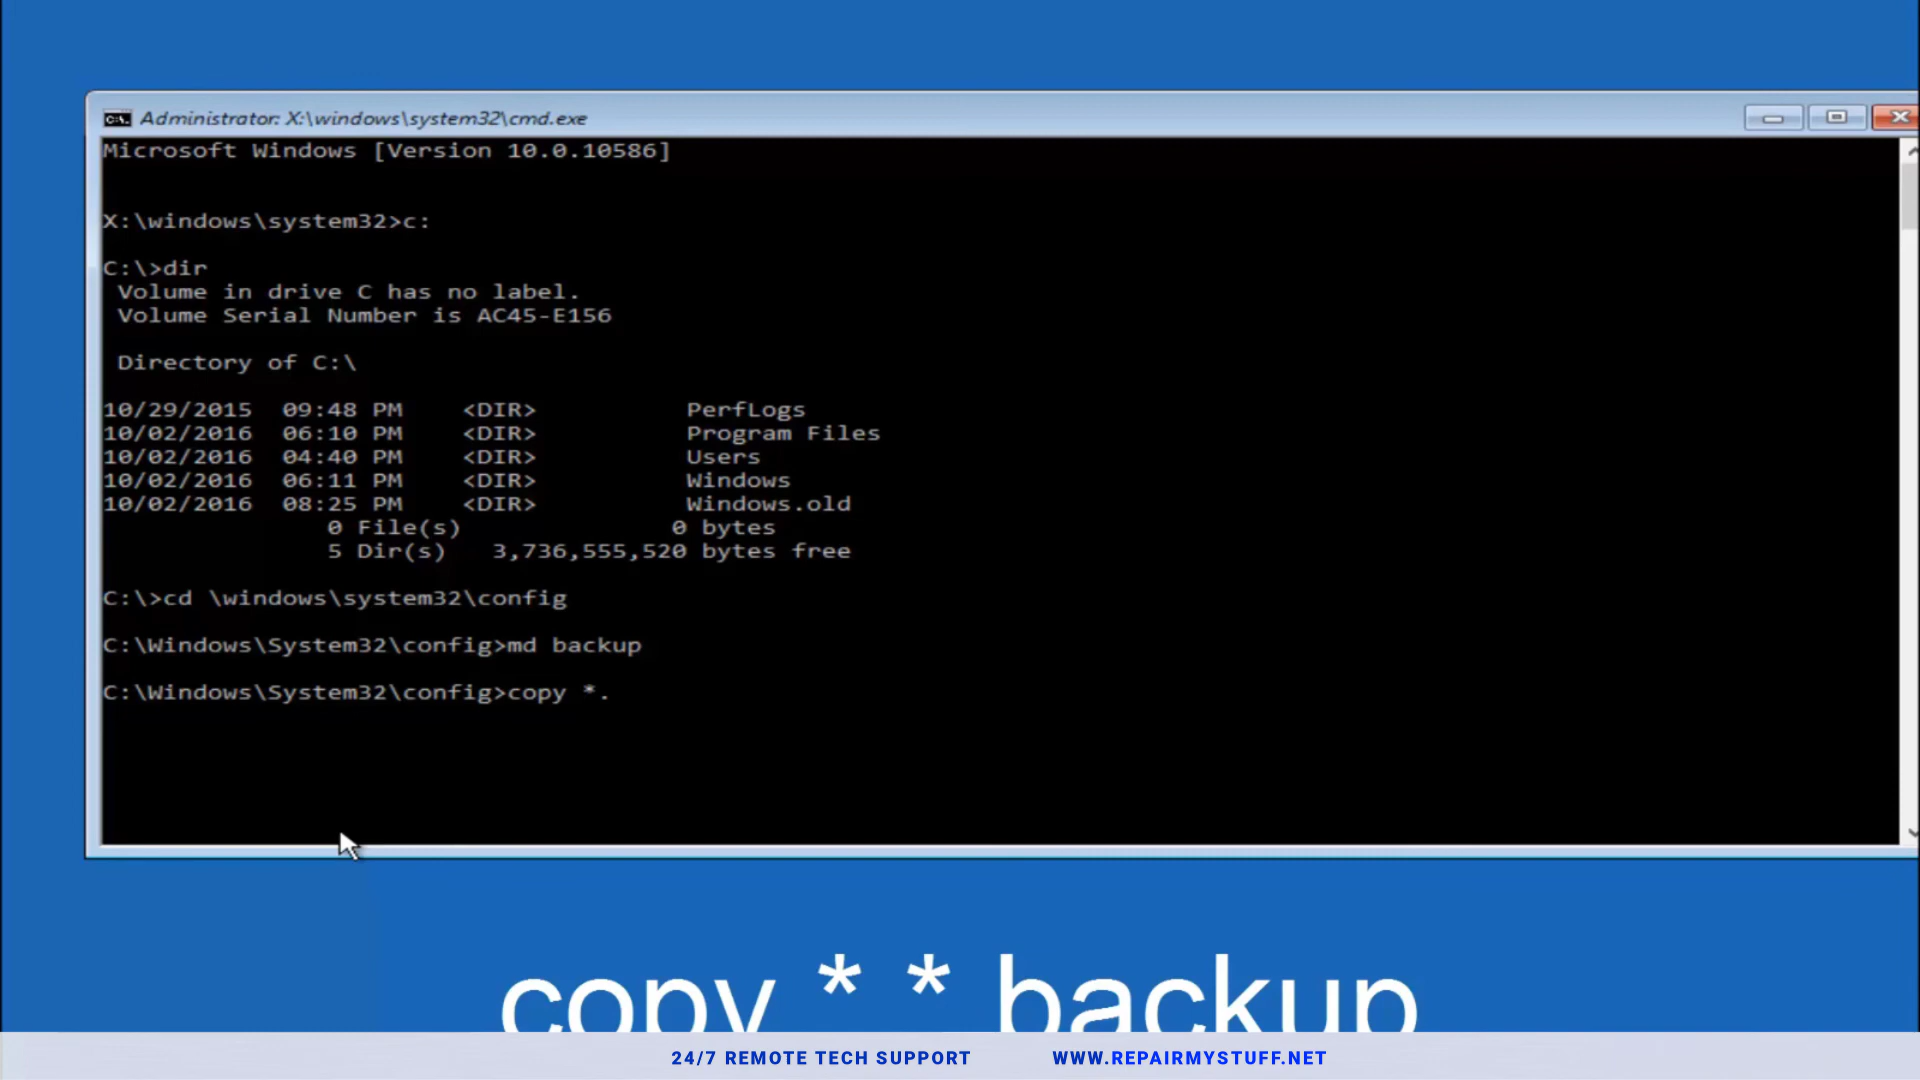 Administrator: X:\windows\system32\cmd.exe
Microsoft Windows [Version 10.0.10586]
X:\windows\system32>c:
C:\>dir
Volume in drive C has no label.
Volume Serial Number is AC45-E156
Directory of C:\
10/29/2015 09:48 PM <DIR> PerfLogs
10/02/2016 06:10 PM <DIR> Program Files
10/02/2016 04:40 PM <DIR> Users
10/02/2016 06:11 PM <DIR> Windows
10/02/2016 08:25 PM <DIR> Windows.old
0 File(s) 0 bytes
5 Dir(s) 3,736,555,520 bytes free
C:\>cd \windows\system32\config
C:\Windows\System32\config>md backup
C:\Windows\System32\config>copy *.
copy * * backup
24/7 REMOTE TECH SUPPORT WWW.REPAIRMYSTUFF.NET